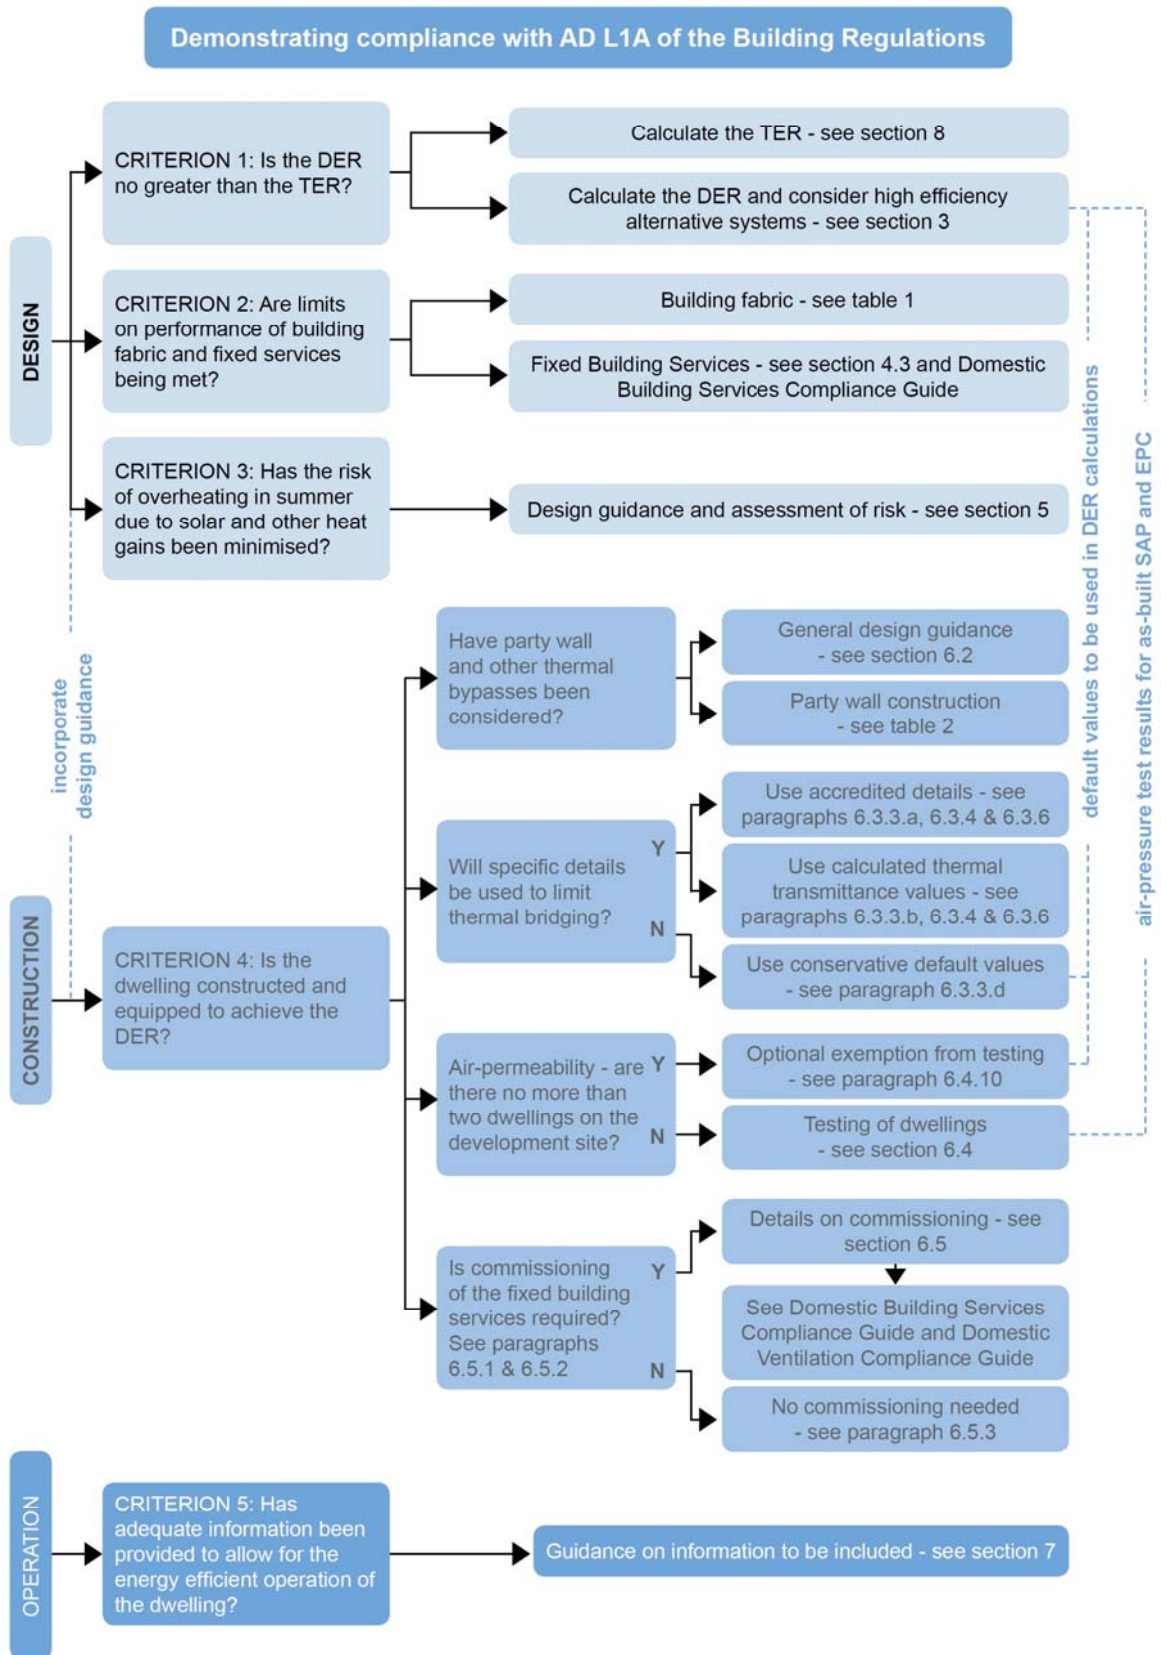 Demonstrating compliance with AD L1A of the Building Regulations
DESIGN
CRITERION 1: Is the DER
no greater than the TER?
Calculate the TER - see section 8
Calculate the DER and consider high efficiency
alternative systems - see section 3
CRITERION 2: Are limits
on performance of building
fabric and fixed services
being met?
Building fabric - see table 1
Fixed Building Services - see section 4.3 and Domestic
Building Services Compliance Guide
CRITERION 3: Has the risk
of overheating in summer
due to solar and other heat
gains been minimised?
Design guidance and assessment of risk - see section 5
incorporate
design guidance
default values to be used in DER calculations
air-pressure test results for as-built SAP and EPC
CONSTRUCTION
CRITERION 4: Is the
dwelling constructed and
equipped to achieve the
DER?
Have party wall
and other thermal
bypasses been
considered?
General design guidance
- see section 6.2
Party wall construction
- see table 2
Will specific details
be used to limit
thermal bridging?
Y
N
Use accredited details - see
paragraphs 6.3.3.a, 6.3.4 & 6.3.6
Use calculated thermal
transmittance values - see
paragraphs 6.3.3.b, 6.3.4 & 6.3.6
Use conservative default values
- see paragraph 6.3.3.d
Air-permeability - are
there no more than
two dwellings on the
development site?
Y
N
Optional exemption from testing
- see paragraph 6.4.10
Testing of dwellings
- see section 6.4
Is commissioning
of the fixed building
services required?
See paragraphs
6.5.1 & 6.5.2
Y
N
Details on commissioning - see
section 6.5
See Domestic Building Services
Compliance Guide and Domestic
Ventilation Compliance Guide
No commissioning needed
- see paragraph 6.5.3
OPERATION
CRITERION 5: Has
adequate information been
provided to allow for the
energy efficient operation of
the dwelling?
Guidance on information to be included - see section 7